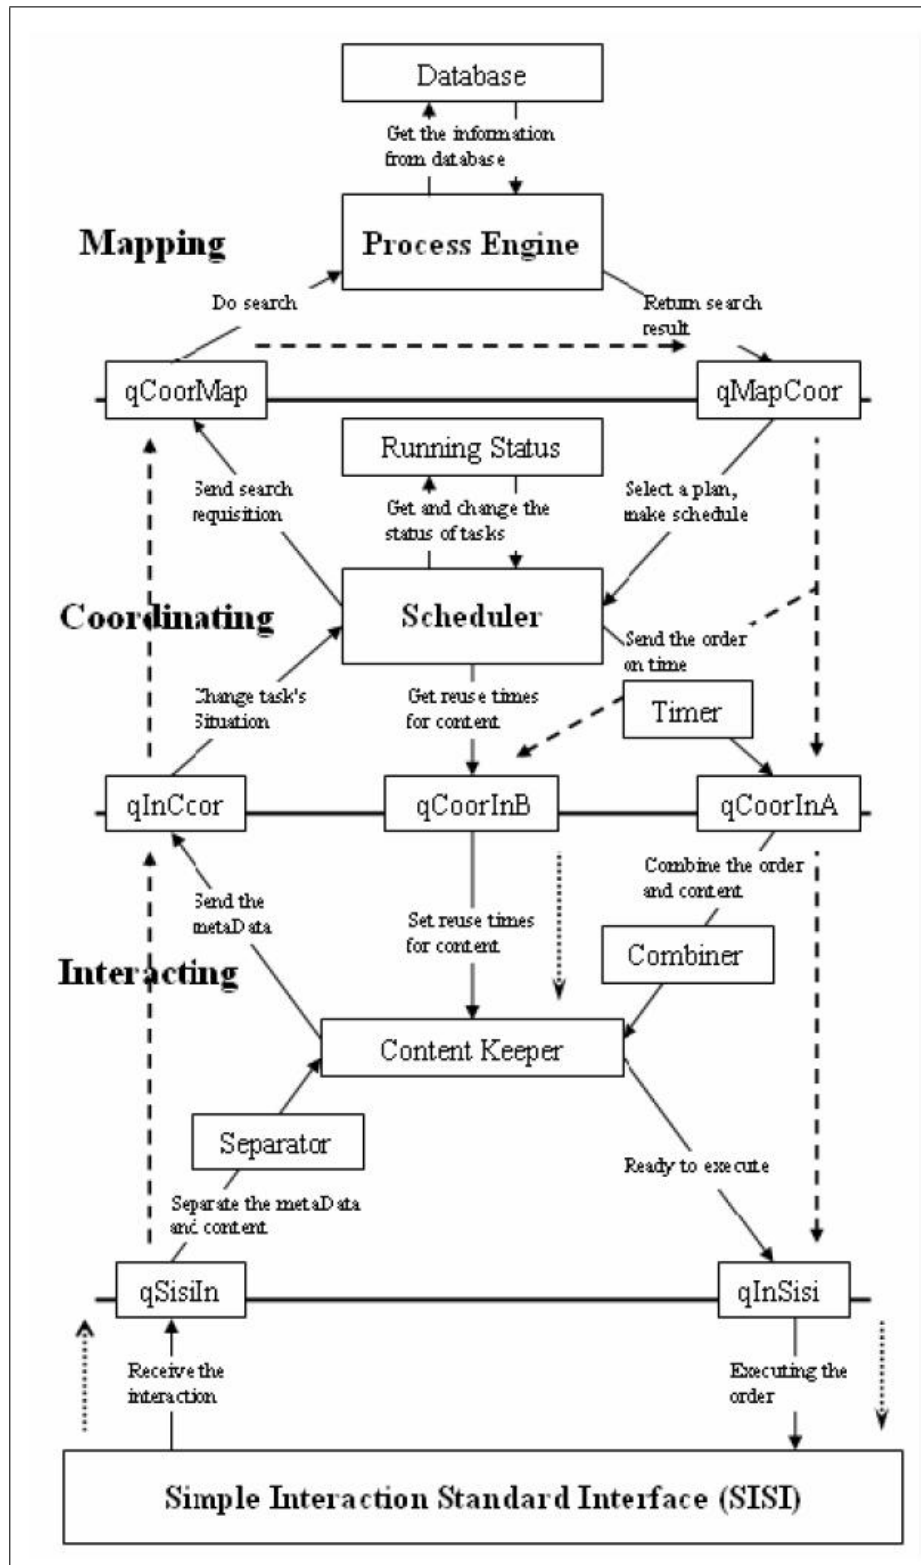 Database
Get the information
from database
Mapping
Process Engine
Do search
Return search
result
qCoorMap
qMapCoor
Running Status
Send search
requisition
Get and change the
status of tasks
Select a plan,
make schedule
Coordinating
Scheduler
Send the order
on time
Change task's
Situation
Get reuse times
for content
Timer
qInCcor
qCoorInB
qCoorInA
Combine the order
and content
Send the
metaData
Set reuse times
for content
Combiner
Interacting
Content Keeper
Separator
Ready to execute
Separate the metaData
and content
qSisiIn
qInSisi
Receive the
interaction
Executing the
order
Simple Interaction Standard Interface (SISI)